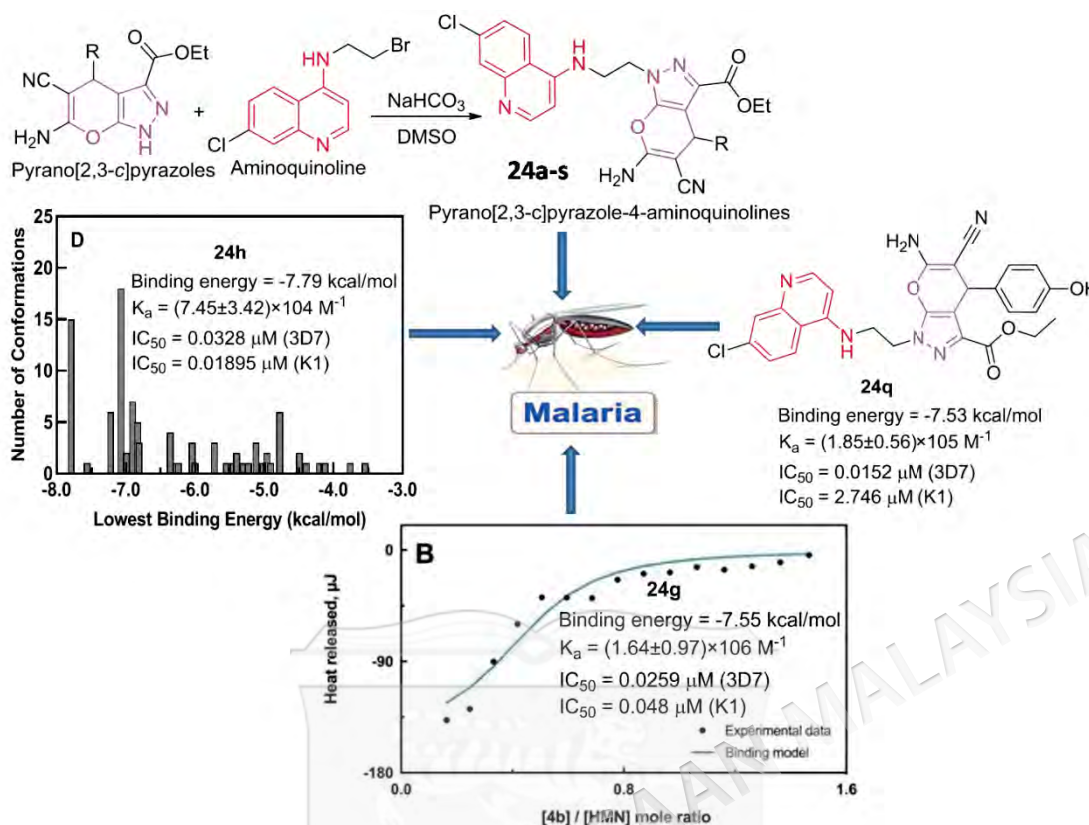 R
O
OEt
CN
N
N
H
O
H₂N
Pyrano[2,3-c]pyrazoles
+
HN
Br
Cl
N
Aminoquinoline
NaHCO₃
DMSO
Cl
N
H
N
N
N
O
OEt
O
R
H₂N
CN
24a-s
Pyrano[2,3-c]pyrazole-4-aminoquinolines
D
24h
Binding energy = -7.79 kcal/mol
Kₐ = (7.45±3.42)×104 M⁻¹
IC₅₀ = 0.0328 μM (3D7)
IC₅₀ = 0.01895 μM (K1)
Number of Conformations
25
20
15
10
5
0
-8.0 -7.0 -6.0 -5.0 -4.0 -3.0
Lowest Binding Energy (kcal/mol)
Malaria
N
H₂N
OH
O
N
Cl
N
H
N
N
O
O
24q
Binding energy = -7.53 kcal/mol
Kₐ = (1.85±0.56)×105 M⁻¹
IC₅₀ = 0.0152 μM (3D7)
IC₅₀ = 2.746 μM (K1)
B
24g
Binding energy = -7.55 kcal/mol
Kₐ = (1.64±0.97)×106 M⁻¹
IC₅₀ = 0.0259 μM (3D7)
IC₅₀ = 0.048 μM (K1)
Experimental data
Binding model
Heat released, μJ
0
-90
-180
0.0 0.8 1.6
[4b] / [HMN] mole ratio
AAN MALAYSIA